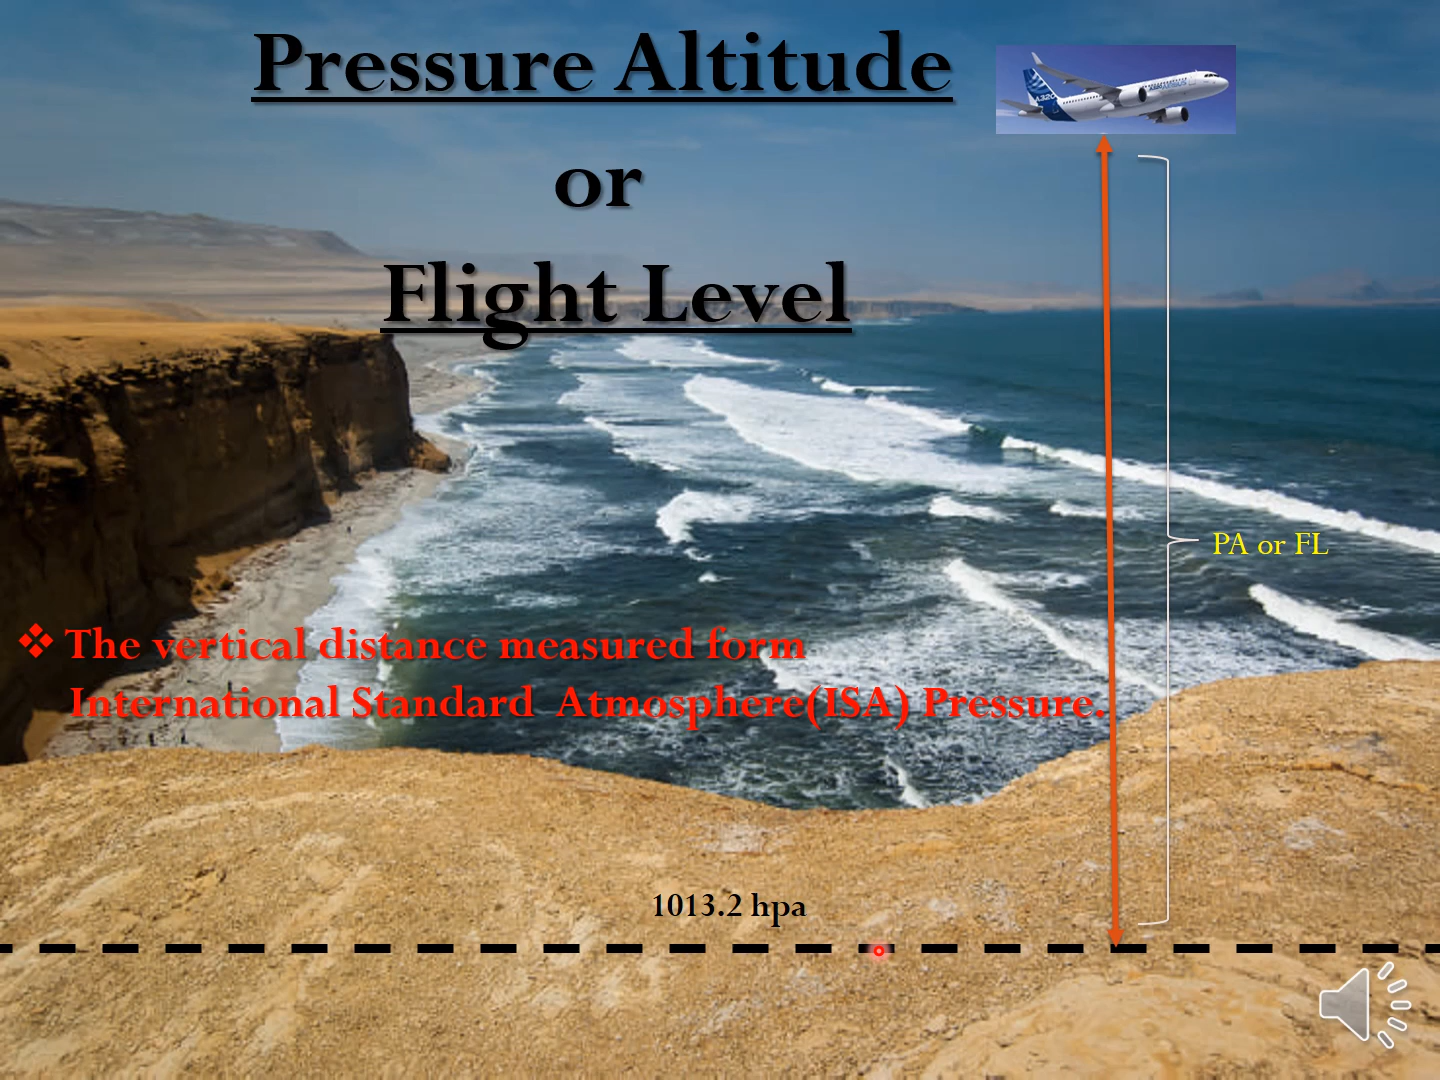 Pressure Altitude
or
Flight Level
A320
PA or FL
❖ The vertical distance measured form
International Standard Atmosphere(ISA) Pressure.
1013.2 hpa